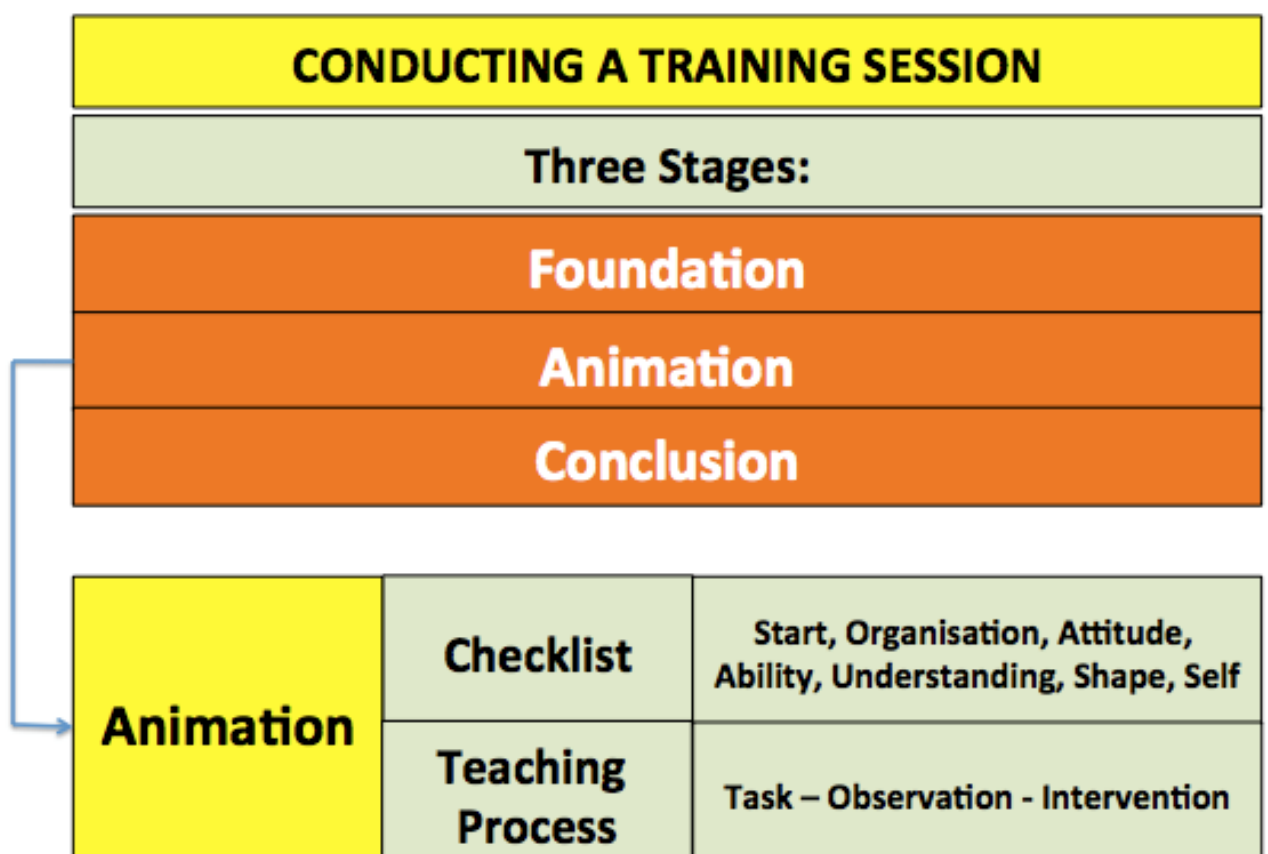 CONDUCTING A TRAINING SESSION
Three Stages:
Foundation
Animation
Conclusion
Animation
Checklist
Start, Organisation, Attitude,
Ability, Understanding, Shape, Self
Teaching
Process
Task – Observation - Intervention